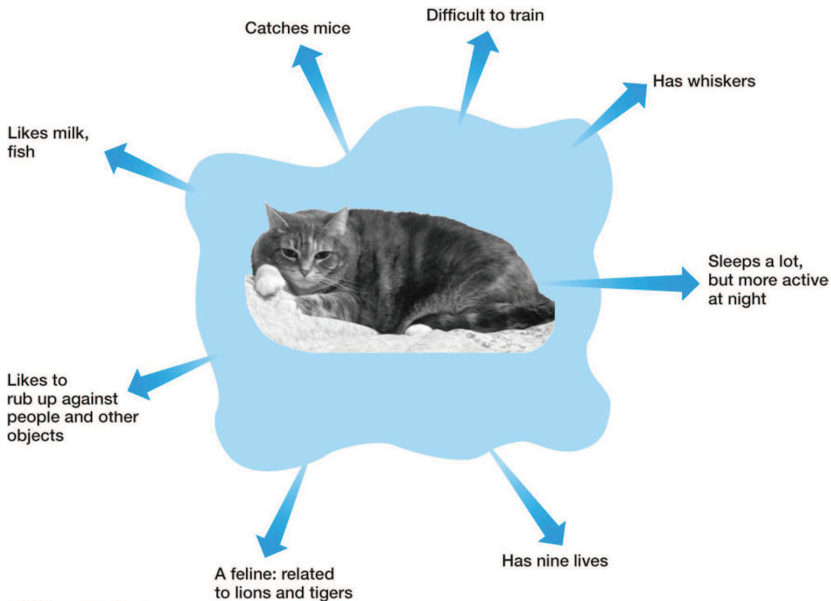 Difficult to train
Catches mice
Has whiskers
Likes milk,
fish
Sleeps a lot,
but more active
at night
Likes to
rub up against
people and other
objects
Has nine lives
A feline: related
to lions and tigers